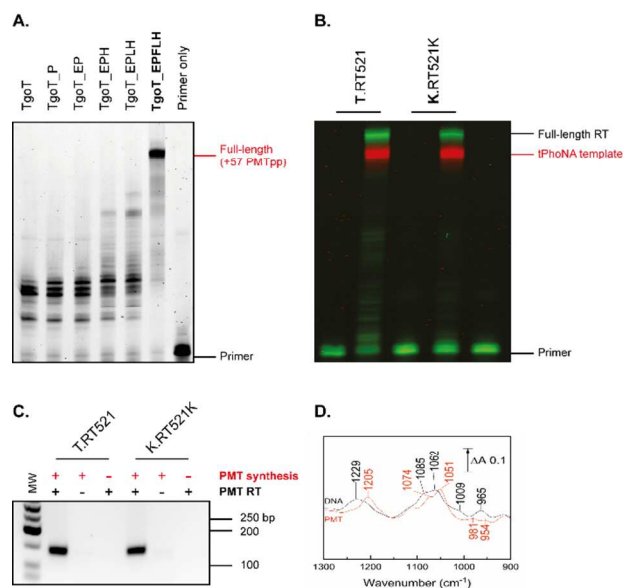 A.
TgoT
TgoT_P
TgoT_EP
TgoT_EPH
TgoT_EPLH
TgoT_EPFLH
Primer only
Full-length
(+57 PMTpp)
Primer
B.
T.RT521
K.RT521K
Full-length RT
tPhoNA template
Primer
C.
T.RT521
K.RT521K
MW
+ + - + + - PMT synthesis
+ - + + - + PMT RT
250 bp
200
100
D.
1229
1205
1074
1085
1062
1051
1009
965
981
954
ΔA 0.1
DNA
PMT
1300 1200 1100 1000 900
Wavenumber (cm⁻¹)